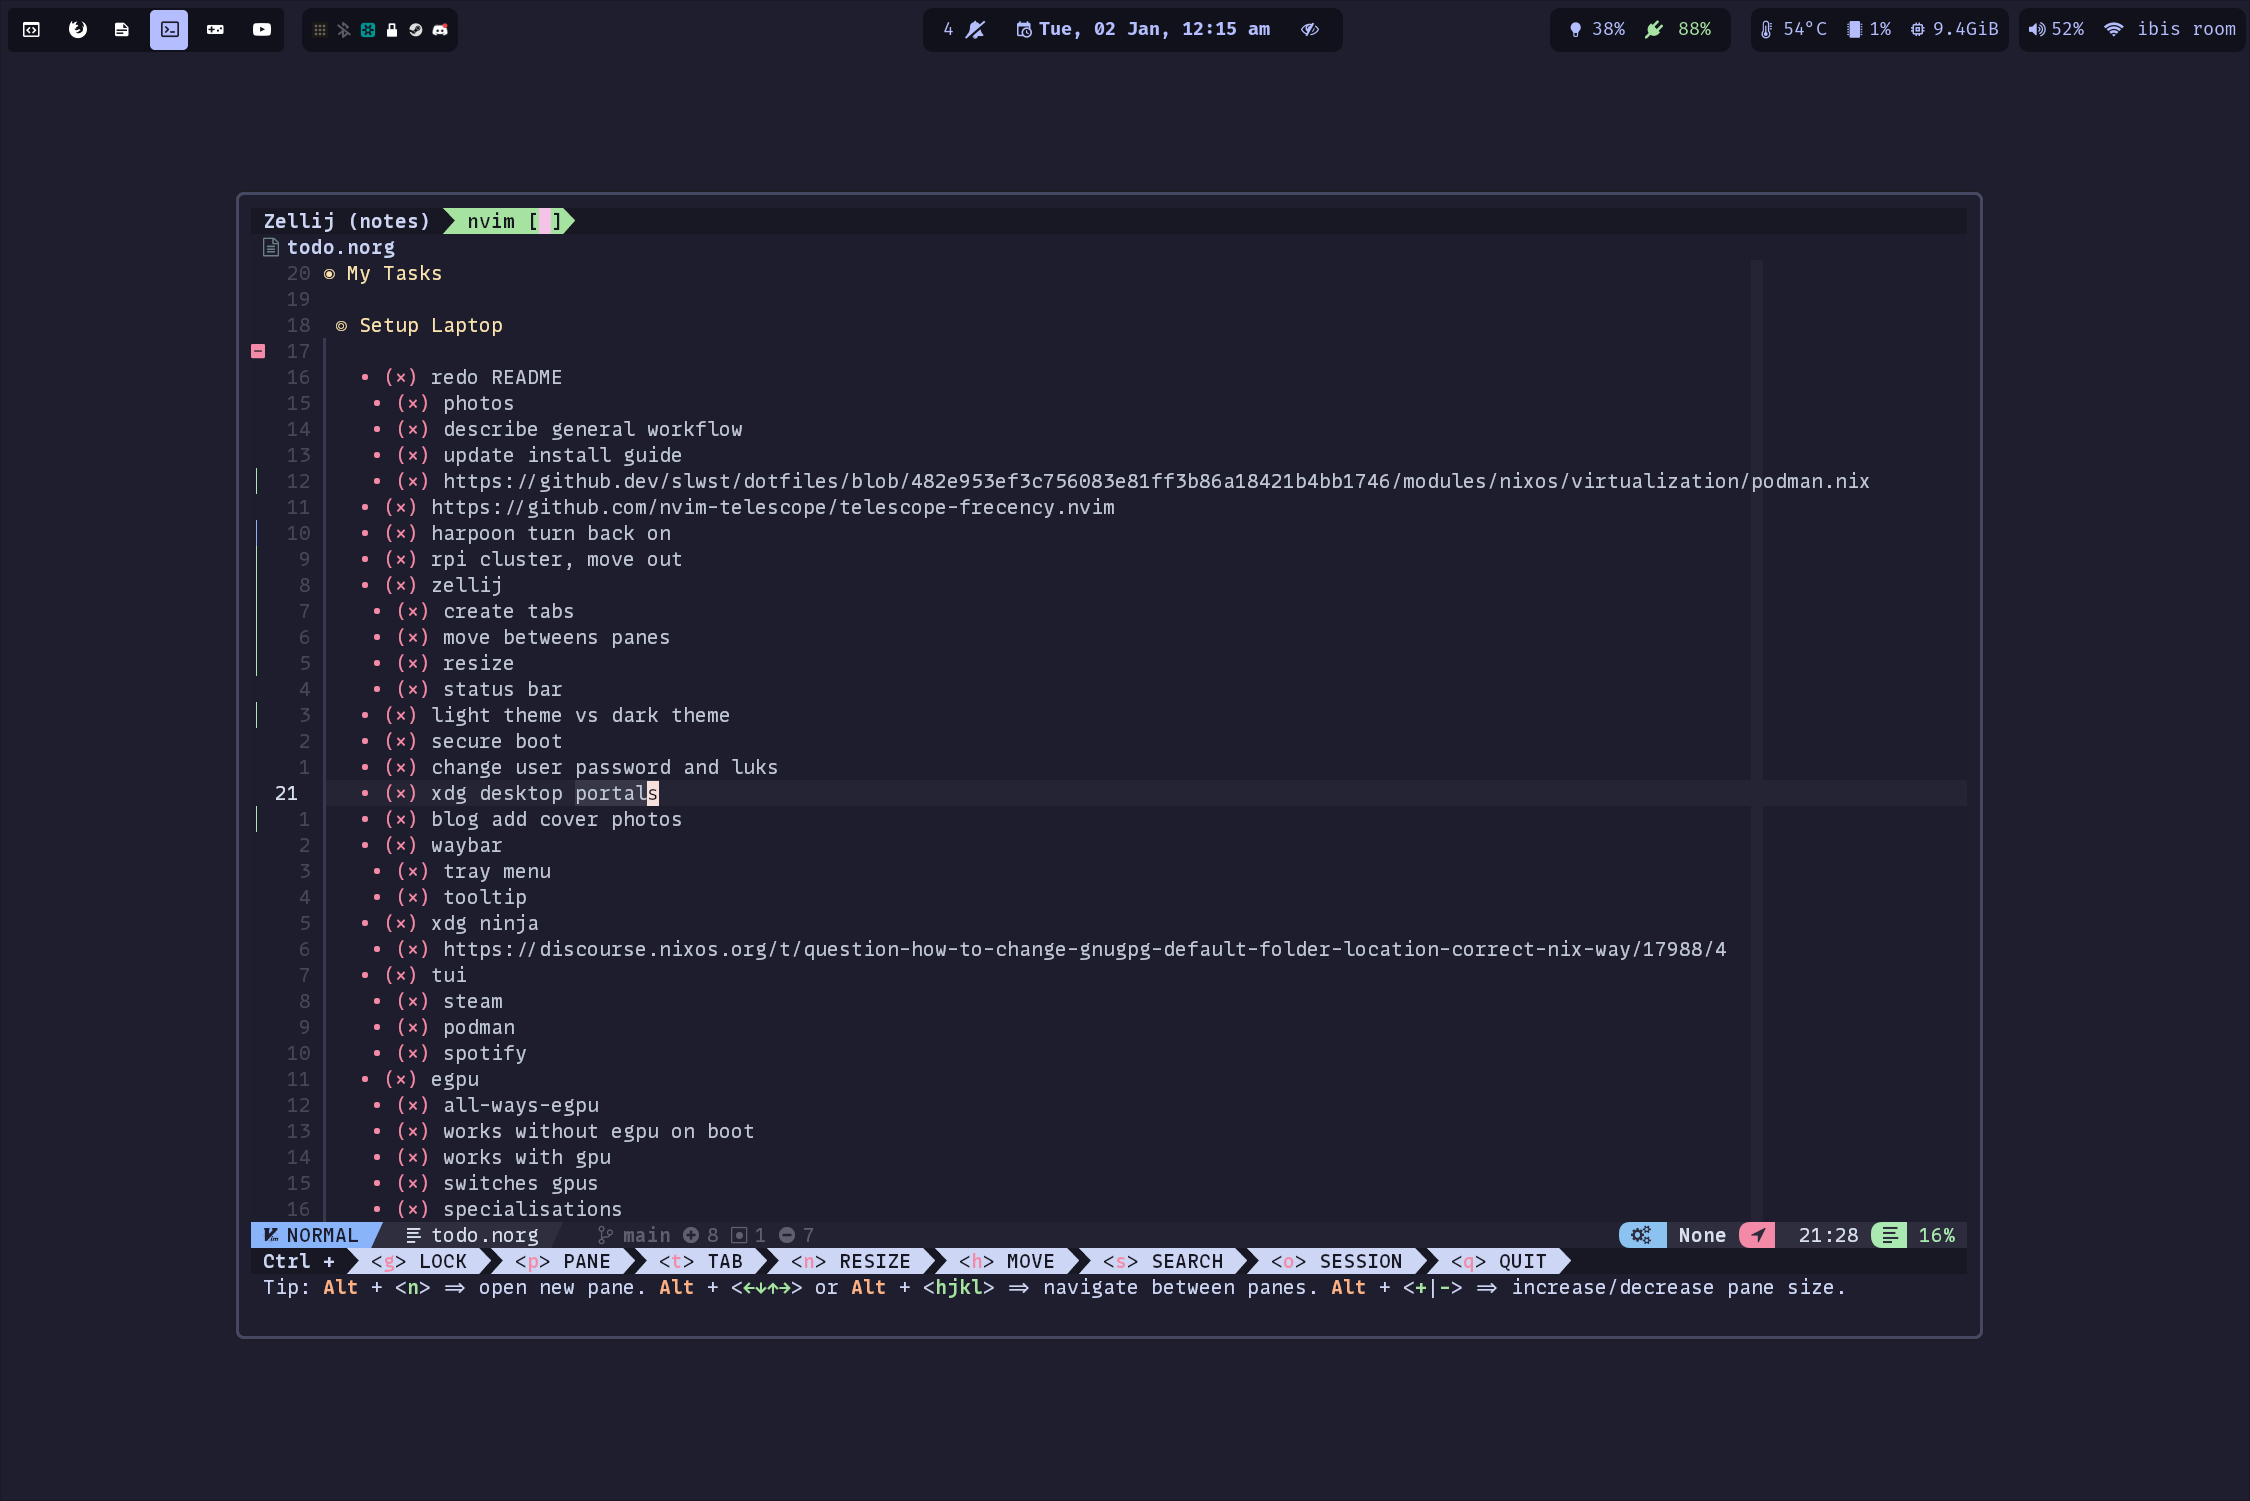 4 Tue, 02 Jan, 12:15 am 38% 88% 54°C 1% 9.4GiB 52% ibis room
Zellij (notes) nvim [ ]
todo.norg
20 ◉ My Tasks
19
18 ◎ Setup Laptop
17
16 • (×) redo README
15 • (×) photos
14 • (×) describe general workflow
13 • (×) update install guide
12 • (×) https://github.dev/slwst/dotfiles/blob/482e953ef3c756083e81ff3b86a18421b4bb1746/modules/nixos/virtualization/podman.nix
11 • (×) https://github.com/nvim-telescope/telescope-frecency.nvim
10 • (×) harpoon turn back on
9 • (×) rpi cluster, move out
8 • (×) zellij
7 • (×) create tabs
6 • (×) move betweens panes
5 • (×) resize
4 • (×) status bar
3 • (×) light theme vs dark theme
2 • (×) secure boot
1 • (×) change user password and luks
21 • (×) xdg desktop portals
1 • (×) blog add cover photos
2 • (×) waybar
3 • (×) tray menu
4 • (×) tooltip
5 • (×) xdg ninja
6 • (×) https://discourse.nixos.org/t/question-how-to-change-gnugpg-default-folder-location-correct-nix-way/17988/4
7 • (×) tui
8 • (×) steam
9 • (×) podman
10 • (×) spotify
11 • (×) egpu
12 • (×) all-ways-egpu
13 • (×) works without egpu on boot
14 • (×) works with gpu
15 • (×) switches gpus
16 • (×) specialisations
NORMAL todo.norg main 8 1 7 None 21:28 16%
Ctrl + <g> LOCK <p> PANE <t> TAB <n> RESIZE <h> MOVE <s> SEARCH <o> SESSION <q> QUIT
Tip: Alt + <n> => open new pane. Alt + <←↓↑→> or Alt + <hjkl> => navigate between panes. Alt + <+|-> => increase/decrease pane size.